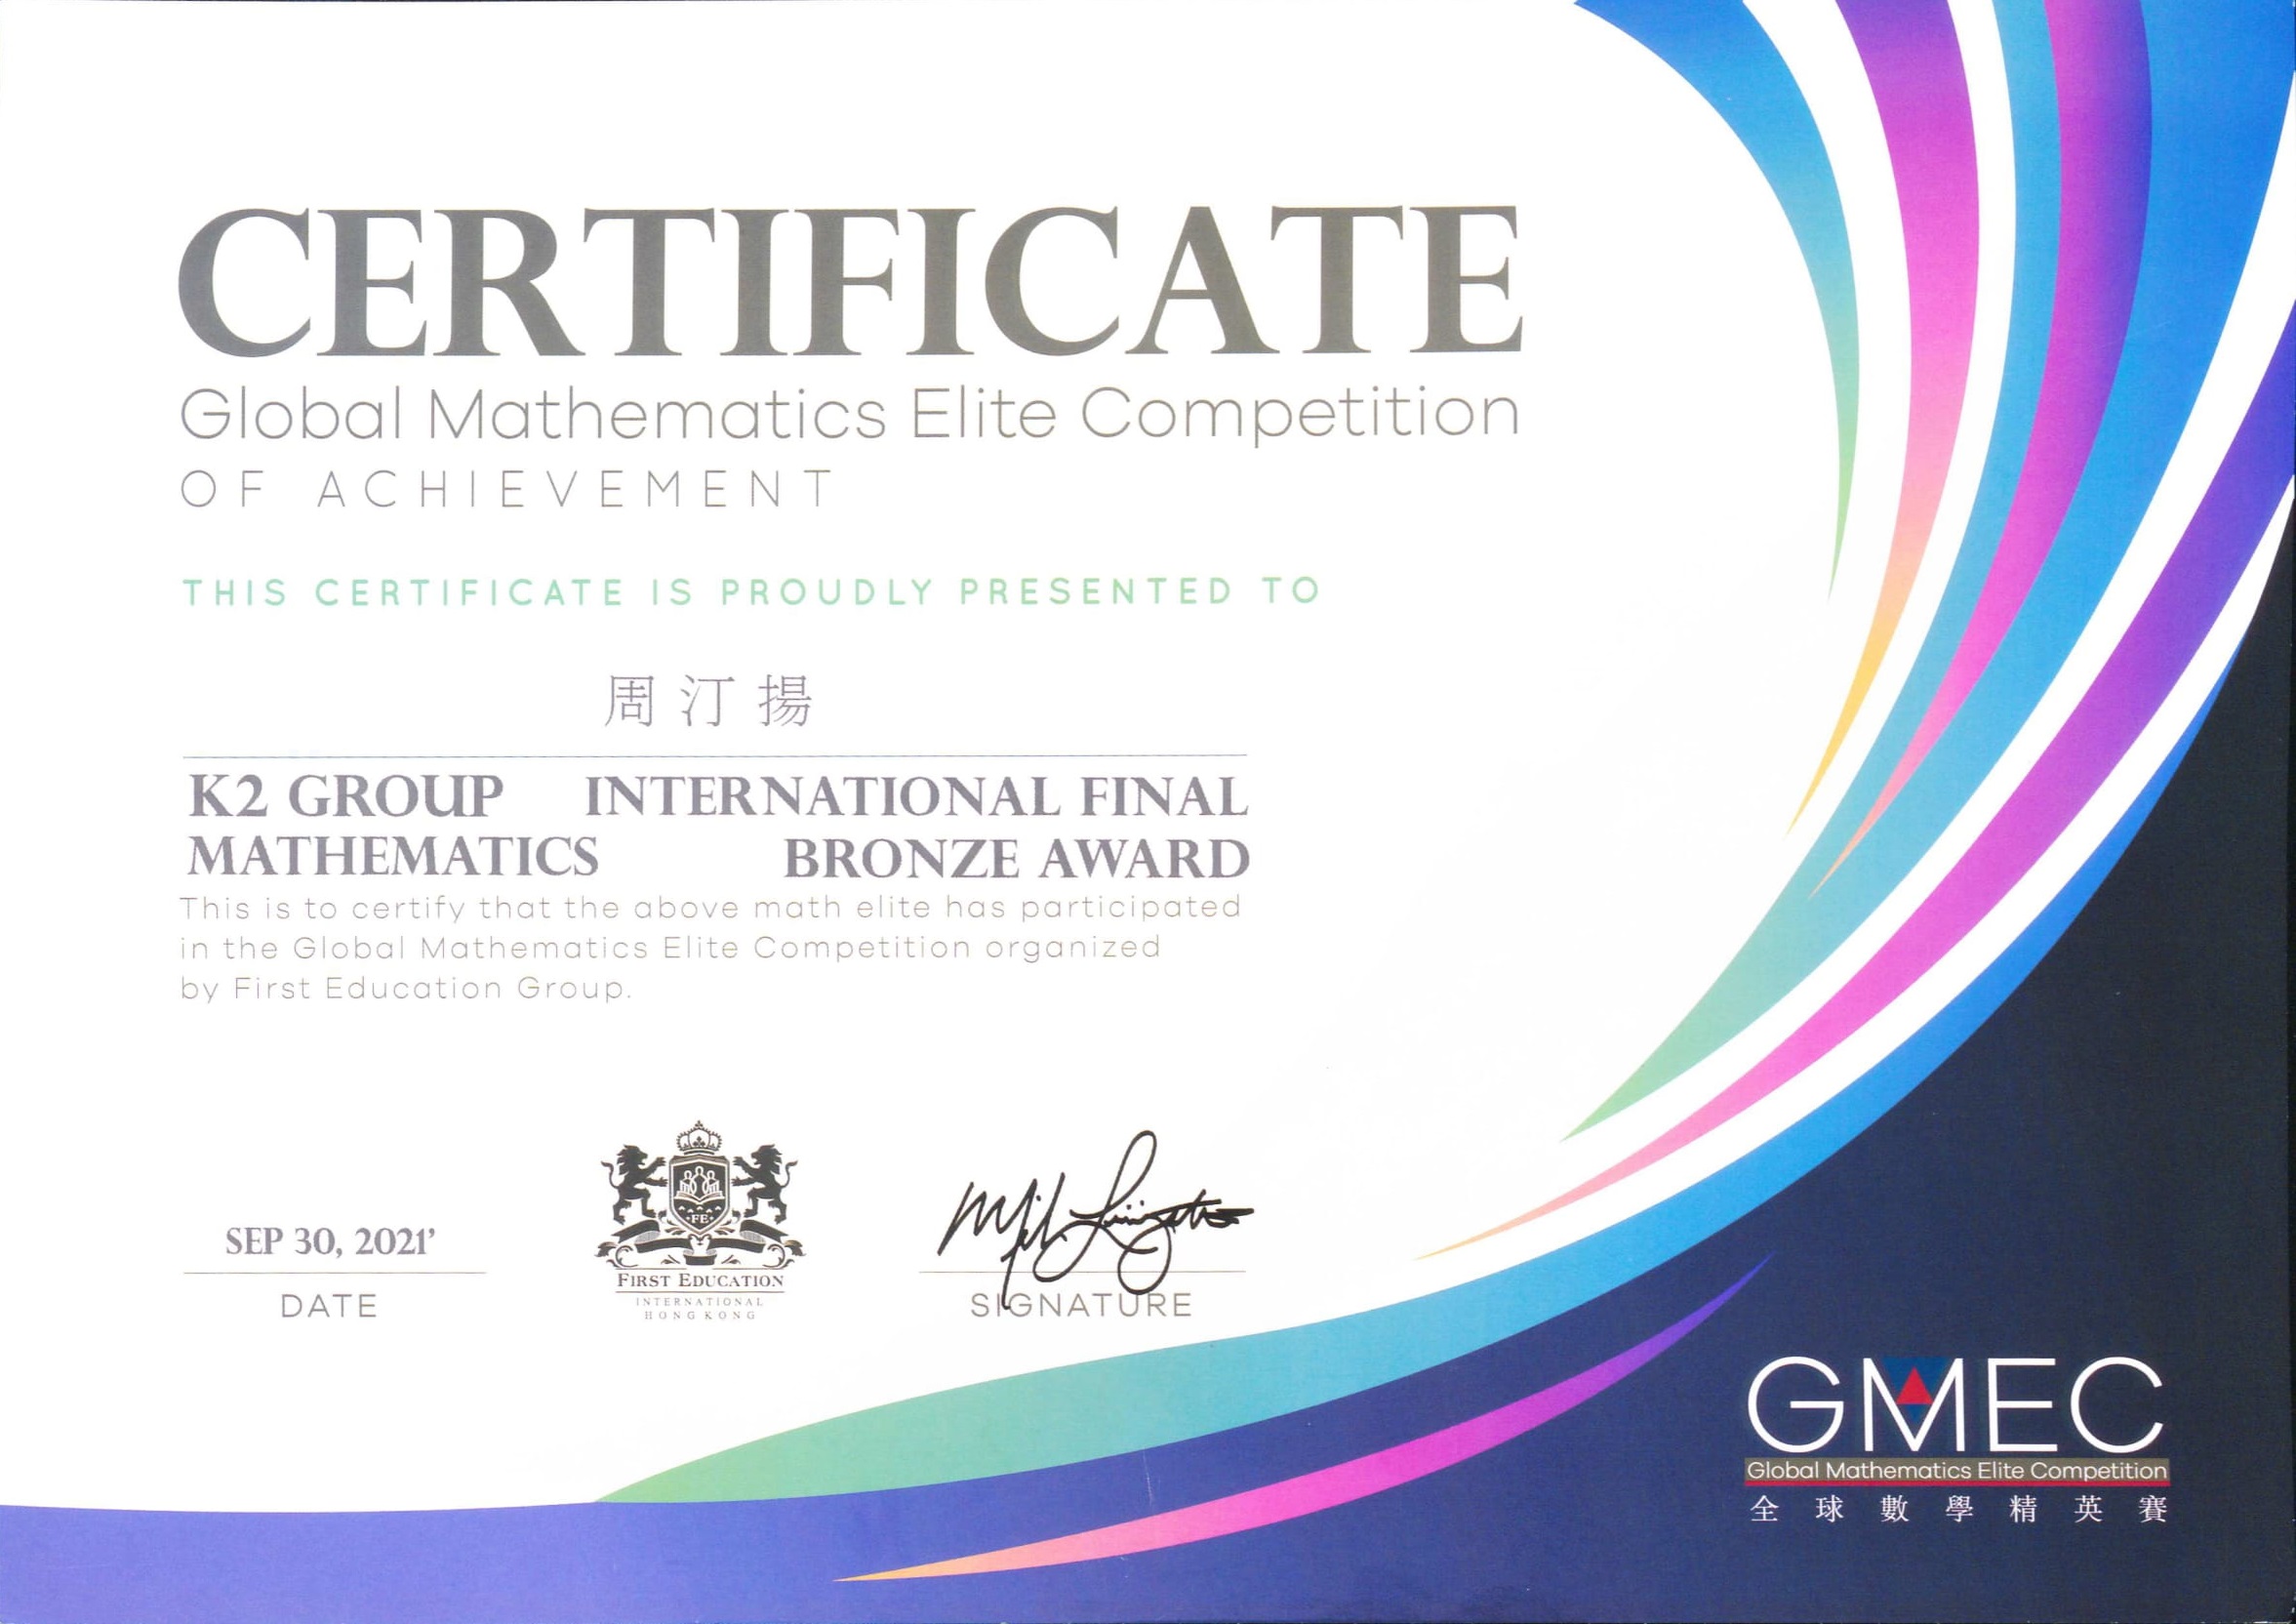 CERTIFICATE
Global Mathematics Elite Competition
OF ACHIEVEMENT
THIS CERTIFICATE IS PROUDLY PRESENTED TO
周汀揚
K2 GROUP INTERNATIONAL FINAL
MATHEMATICS BRONZE AWARD
This is to certify that the above math elite has participated
in the Global Mathematics Elite Competition organized
by First Education Group.
SEP 30, 2021'
DATE
FE
FIRST EDUCATION
INTERNATIONAL
HONG KONG
SIGNATURE
GMEC
Global Mathematics Elite Competition
全球數學精英賽